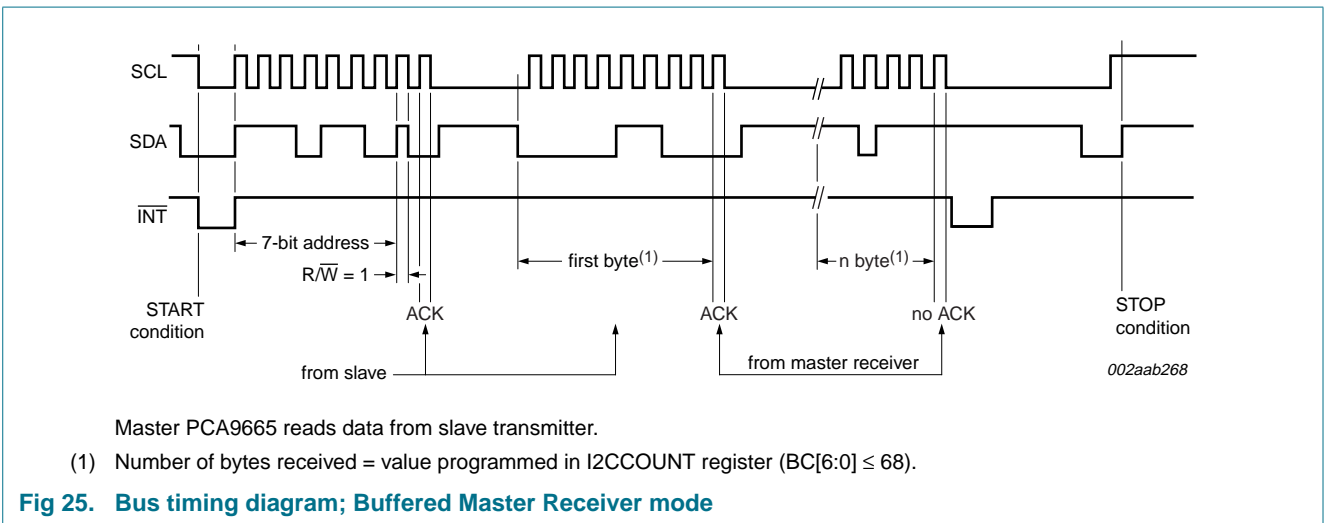 SCL
SDA
INT
7-bit address
R/W = 1
first byte(1)
n byte(1)
START
condition
ACK
ACK
no ACK
STOP
condition
from slave
from master receiver
002aab268
Master PCA9665 reads data from slave transmitter.
(1) Number of bytes received = value programmed in I2CCOUNT register (BC[6:0] ≤ 68).
Fig 25. Bus timing diagram; Buffered Master Receiver mode